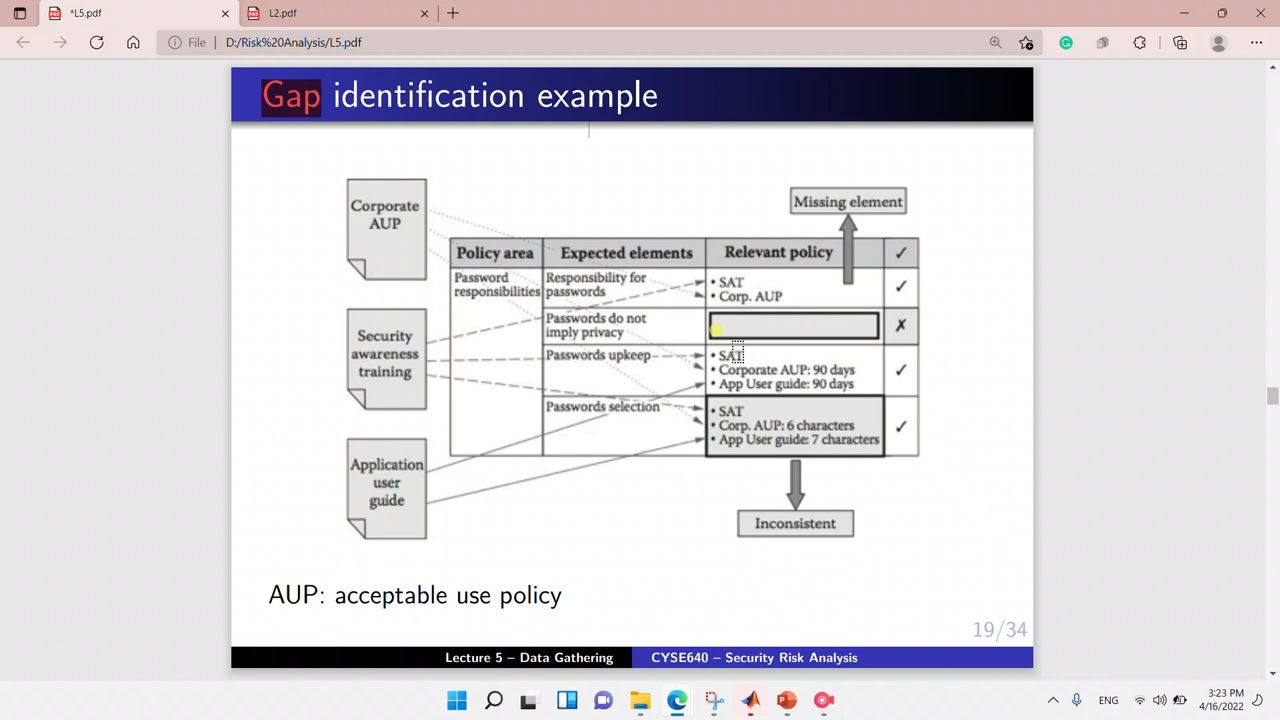 *L5.pdf
L2.pdf
File
D:/Risk%20Analysis/L5.pdf
Gap identification example
Corporate
AUP
Security
awareness
training
Application
user
guide
Missing element
Policy area
Expected elements
Relevant policy
✓
Password
responsibilities
Responsibility for
passwords
• SAT
• Corp. AUP
✓
Passwords do not
imply privacy
✗
Passwords upkeep
• SAT
• Corporate AUP: 90 days
• App User guide: 90 days
✓
Passwords selection
• SAT
• Corp. AUP: 6 characters
• App User guide: 7 characters
✓
Inconsistent
AUP: acceptable use policy
19/34
Lecture 5 – Data Gathering
CYSE640 – Security Risk Analysis
ENG
3:23 PM
4/16/2022